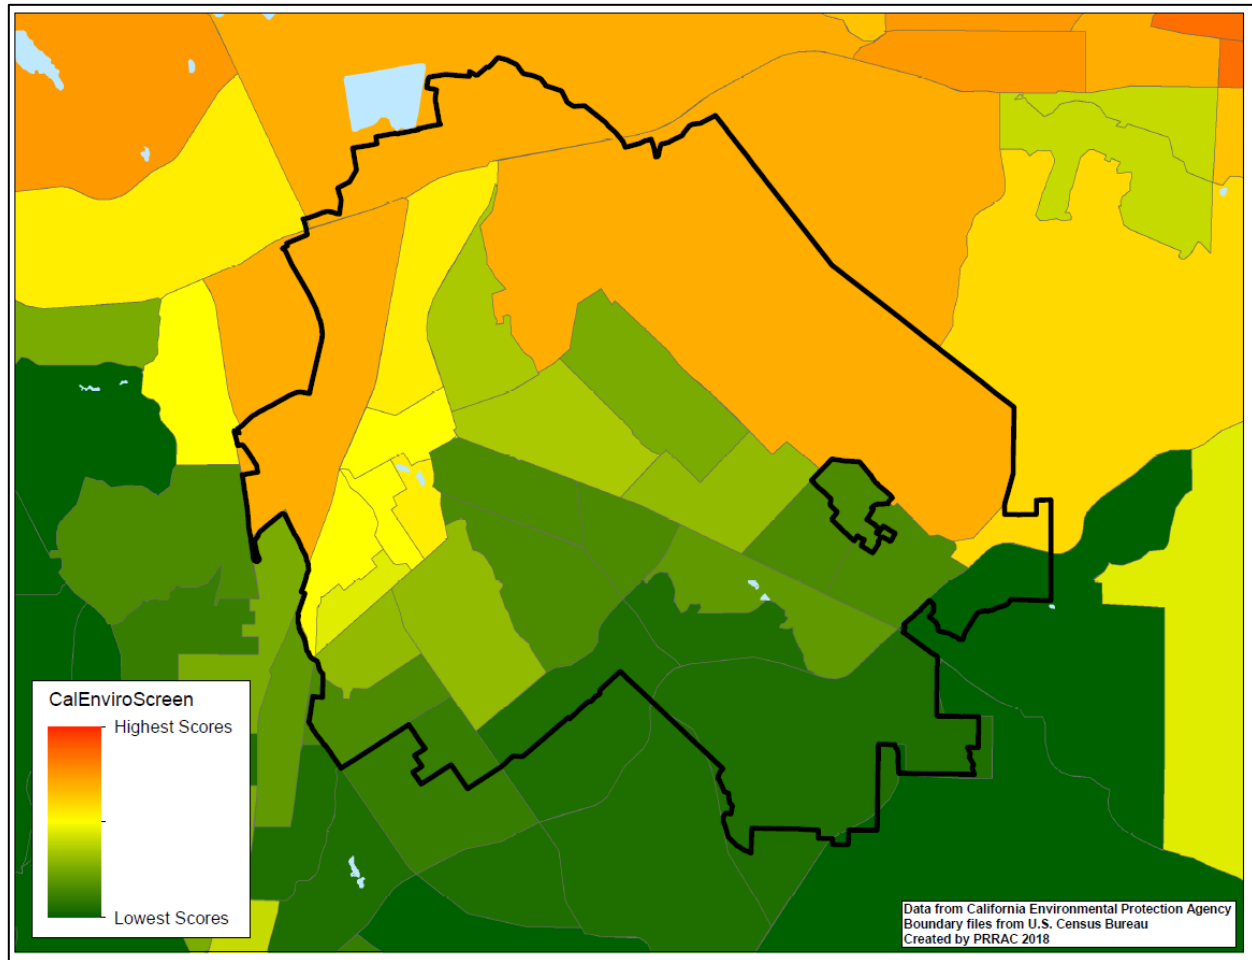 CalEnviroScreen
Highest Scores
Lowest Scores
Data from California Environmental Protection Agency
Boundary files from U.S. Census Bureau
Created by PRRAC 2018